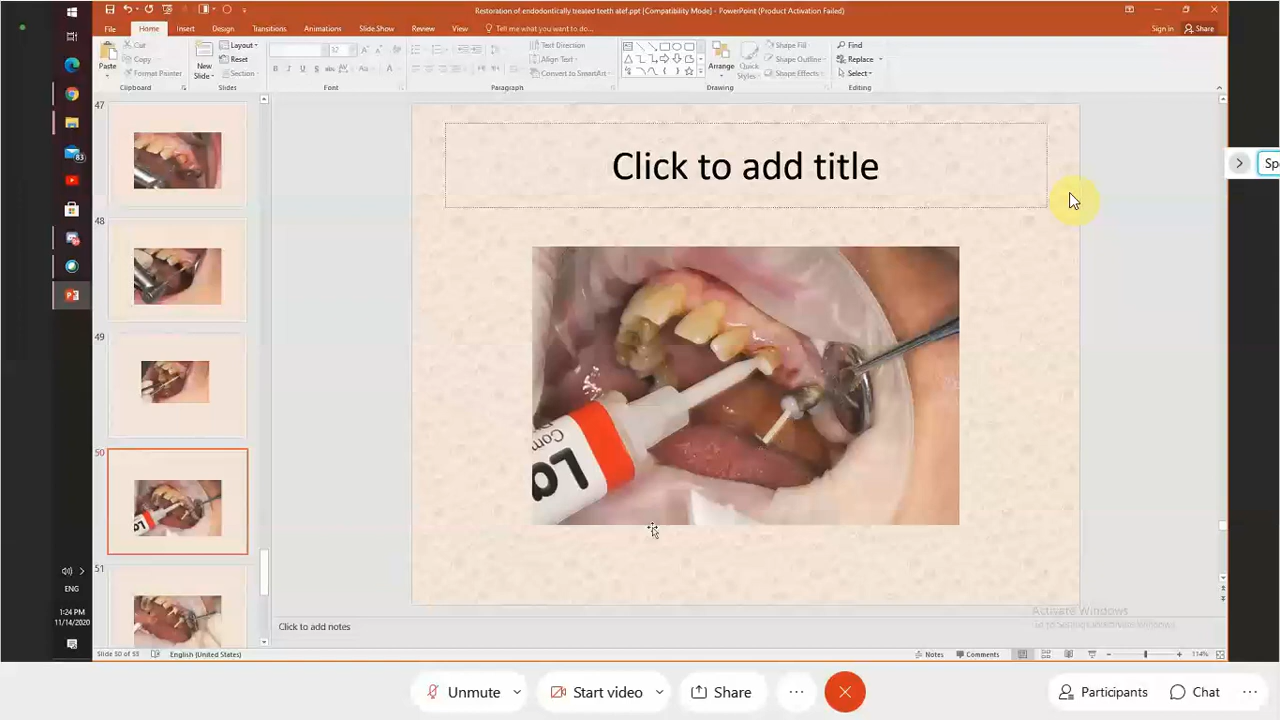 Restoration of endodontically treated teeth atef.ppt [Compatibility Mode] - PowerPoint (Product Activation Failed)
File Home Insert Design Transitions Animations Slide Show Review View Tell me what you want to do... Sign in Share
Paste Cut Copy Format Painter
New Slide Layout Reset Section
32
Text Direction Align Text Convert to SmartArt
Arrange Quick Styles Shape Fill Shape Outline Shape Effects
Find Replace Select
Clipboard Slides Font Paragraph Drawing Editing
47
48
49
50
51
83
Click to add title
Com
La
Sp
ENG
1:24 PM
11/14/2020
Click to add notes
Activate Windows
Slide 50 of 53 English (United States) Notes Comments 114%
Unmute Start video Share Participants Chat